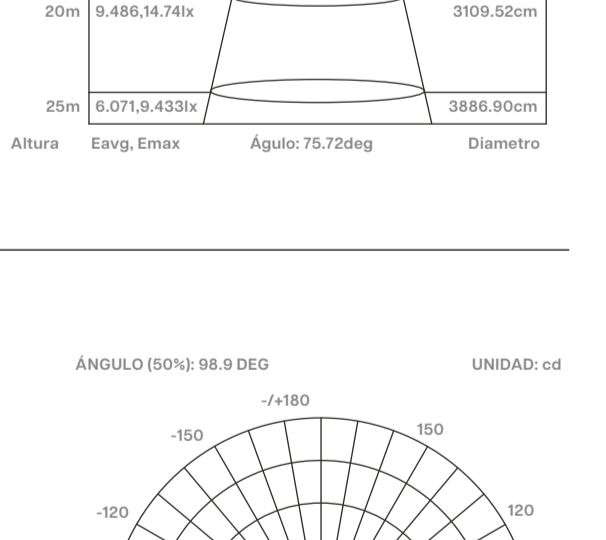 20m 9.486,14.74lx 3109.52cm
25m 6.071,9.433lx 3886.90cm
Altura Eavg, Emax Águlo: 75.72deg Diametro
ÁNGULO (50%): 98.9 DEG UNIDAD: cd
-/+180
-150 150
-120 120